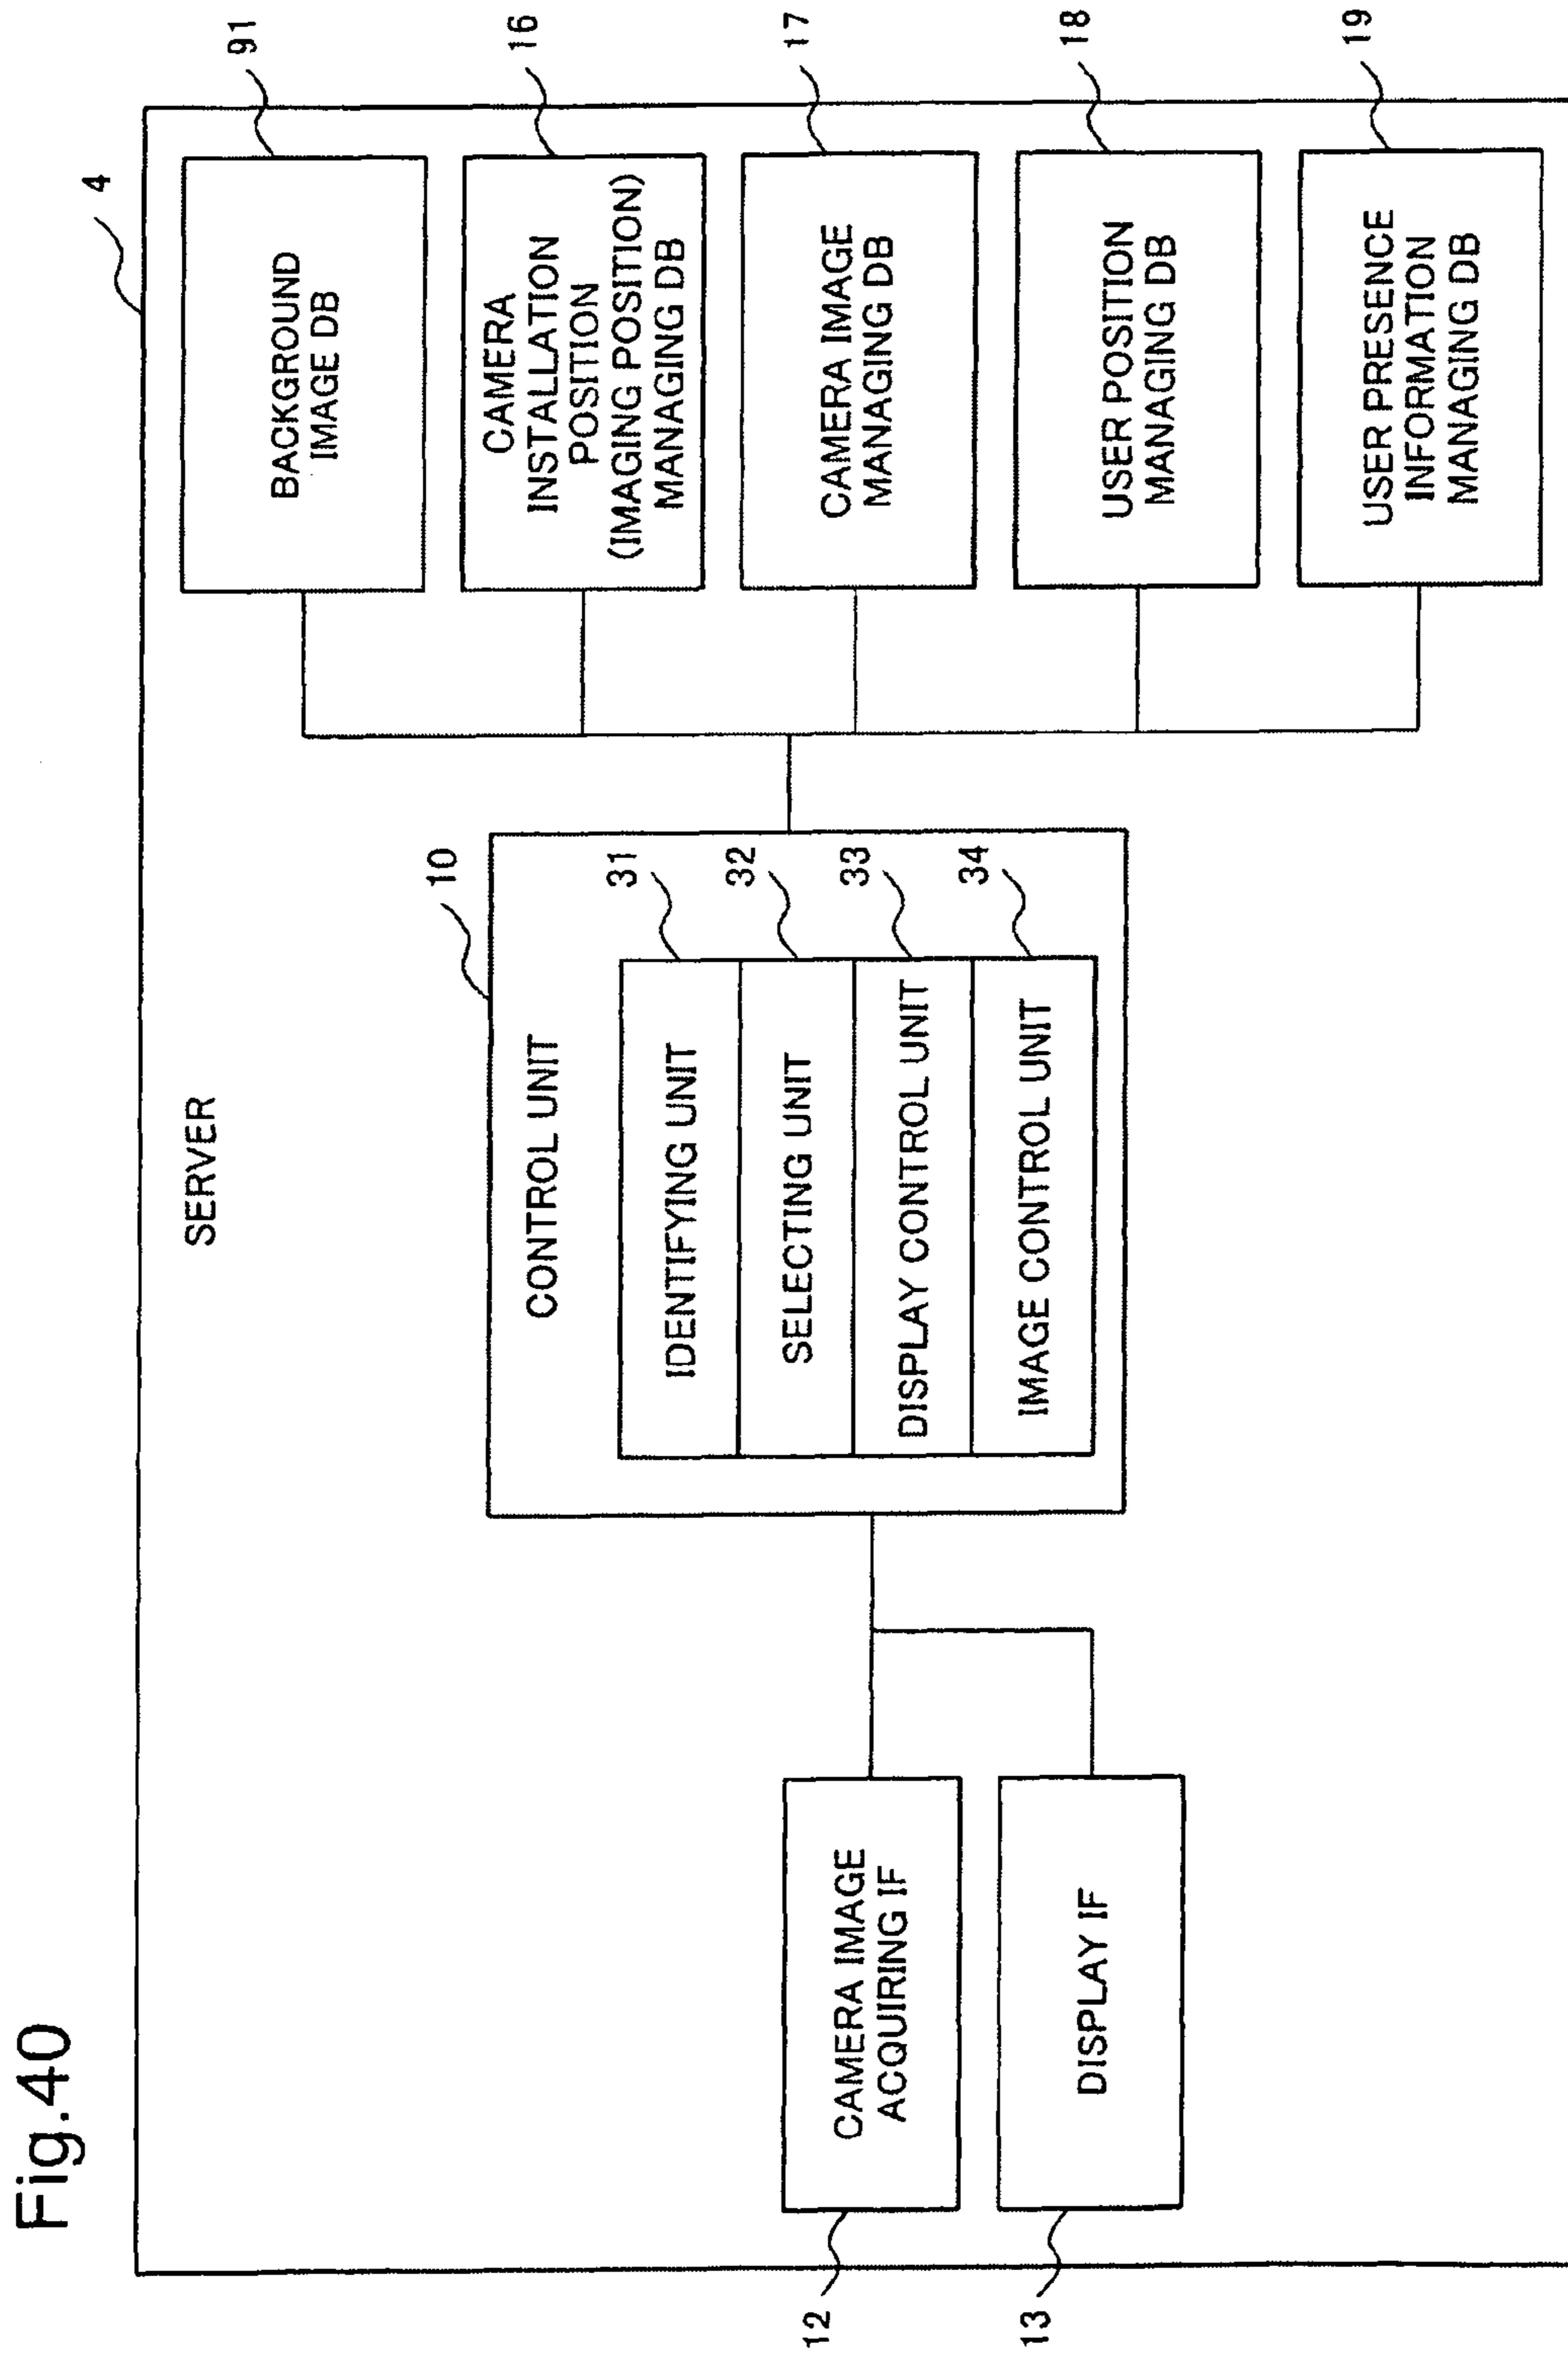 Fig.40
4
SERVER
10
CONTROL UNIT
IDENTIFYING UNIT
31
SELECTING UNIT
32
DISPLAY CONTROL UNIT
33
IMAGE CONTROL UNIT
34
12
CAMERA IMAGE
ACQUIRING IF
13
DISPLAY IF
BACKGROUND
IMAGE DB
91
CAMERA
INSTALLATION
POSITION
(IMAGING POSITION)
MANAGING DB
16
CAMERA IMAGE
MANAGING DB
17
USER POSITION
MANAGING DB
18
USER PRESENCE
INFORMATION
MANAGING DB
19